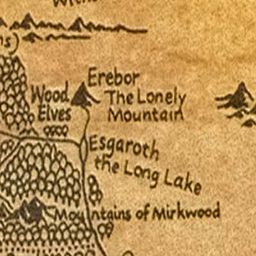 s)
Erebor
The Lonely
Mountain
Wood
Elves
Esgaroth
the Long Lake
Mountains of Mirkwood